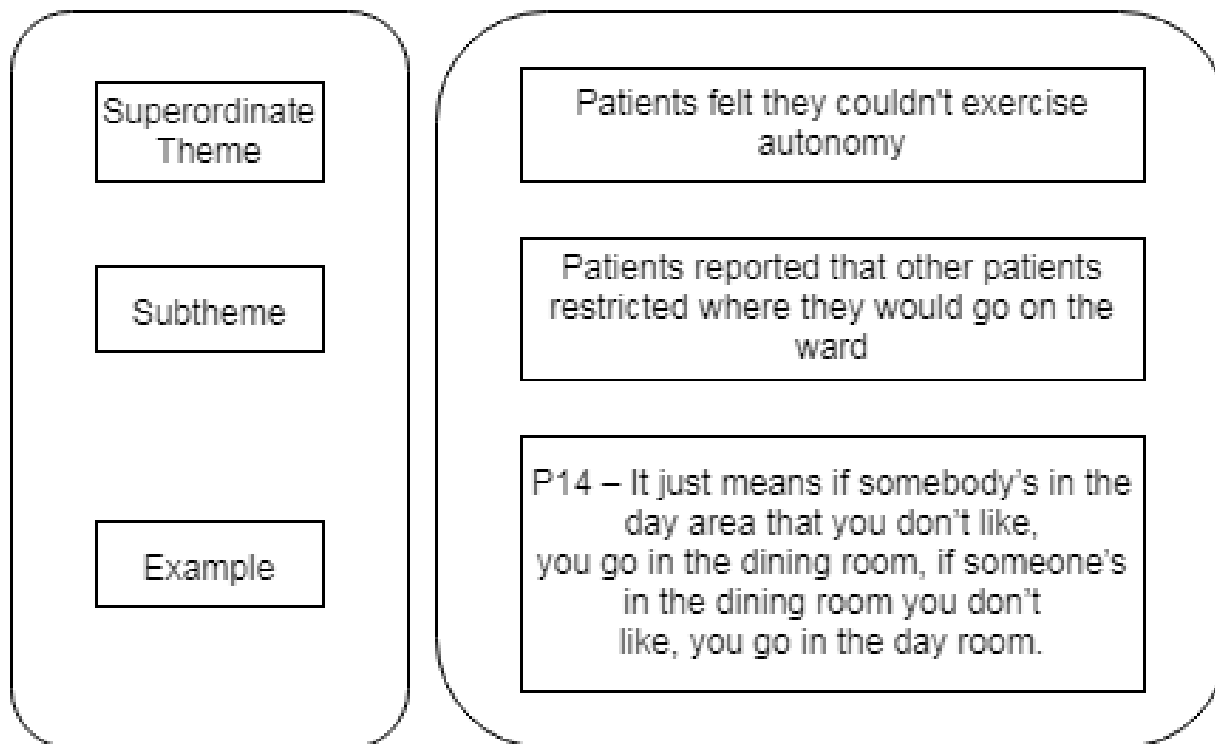 Superordinate
Theme
Patients felt they couldn't exercise
autonomy
Subtheme
Patients reported that other patients
restricted where they would go on the
ward
Example
P14 – It just means if somebody’s in the
day area that you don’t like,
you go in the dining room, if someone’s
in the dining room you don’t
like, you go in the day room.